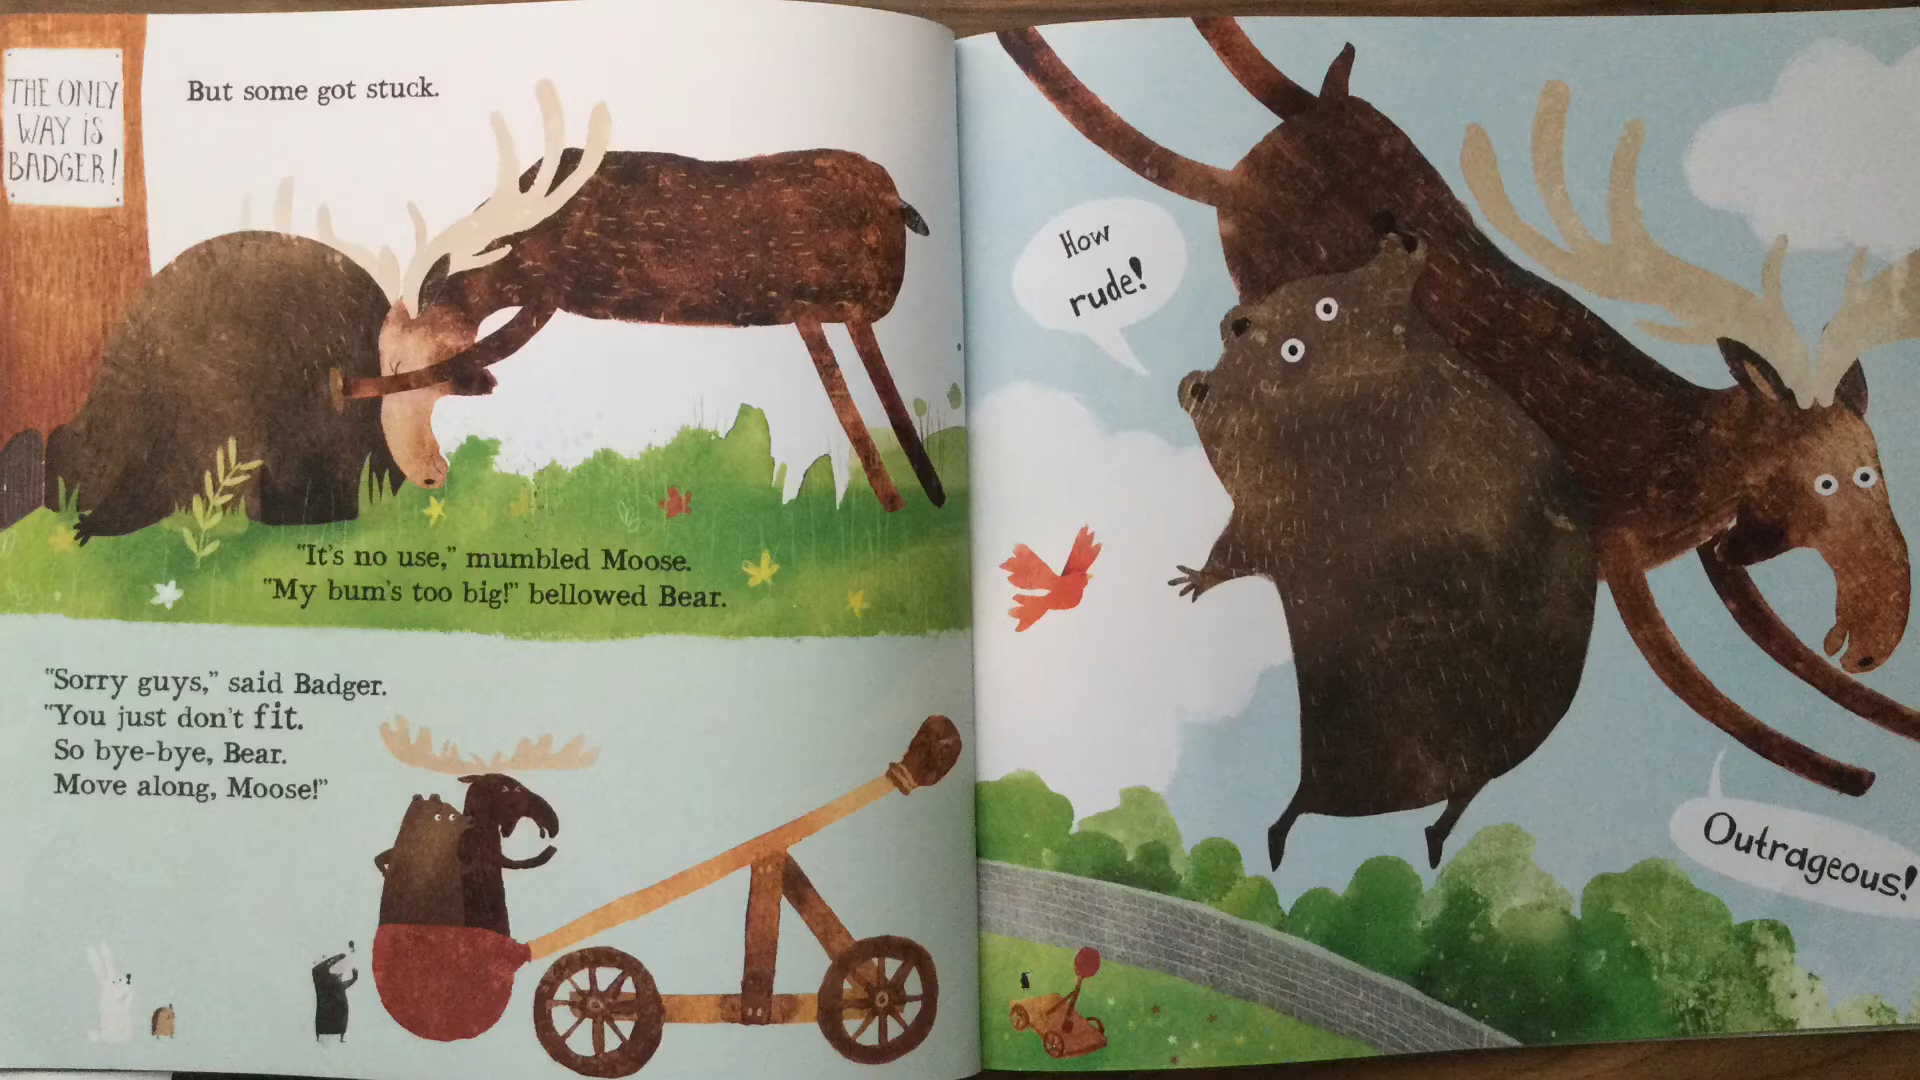 THE ONLY
WAY iS
BADGER!
But some got stuck.
"It's no use," mumbled Moose.
"My bum's too big!" bellowed Bear.
"Sorry guys," said Badger.
"You just don't fit.
So bye-bye, Bear.
Move along, Moose!"
How
rude!
Outrageous!